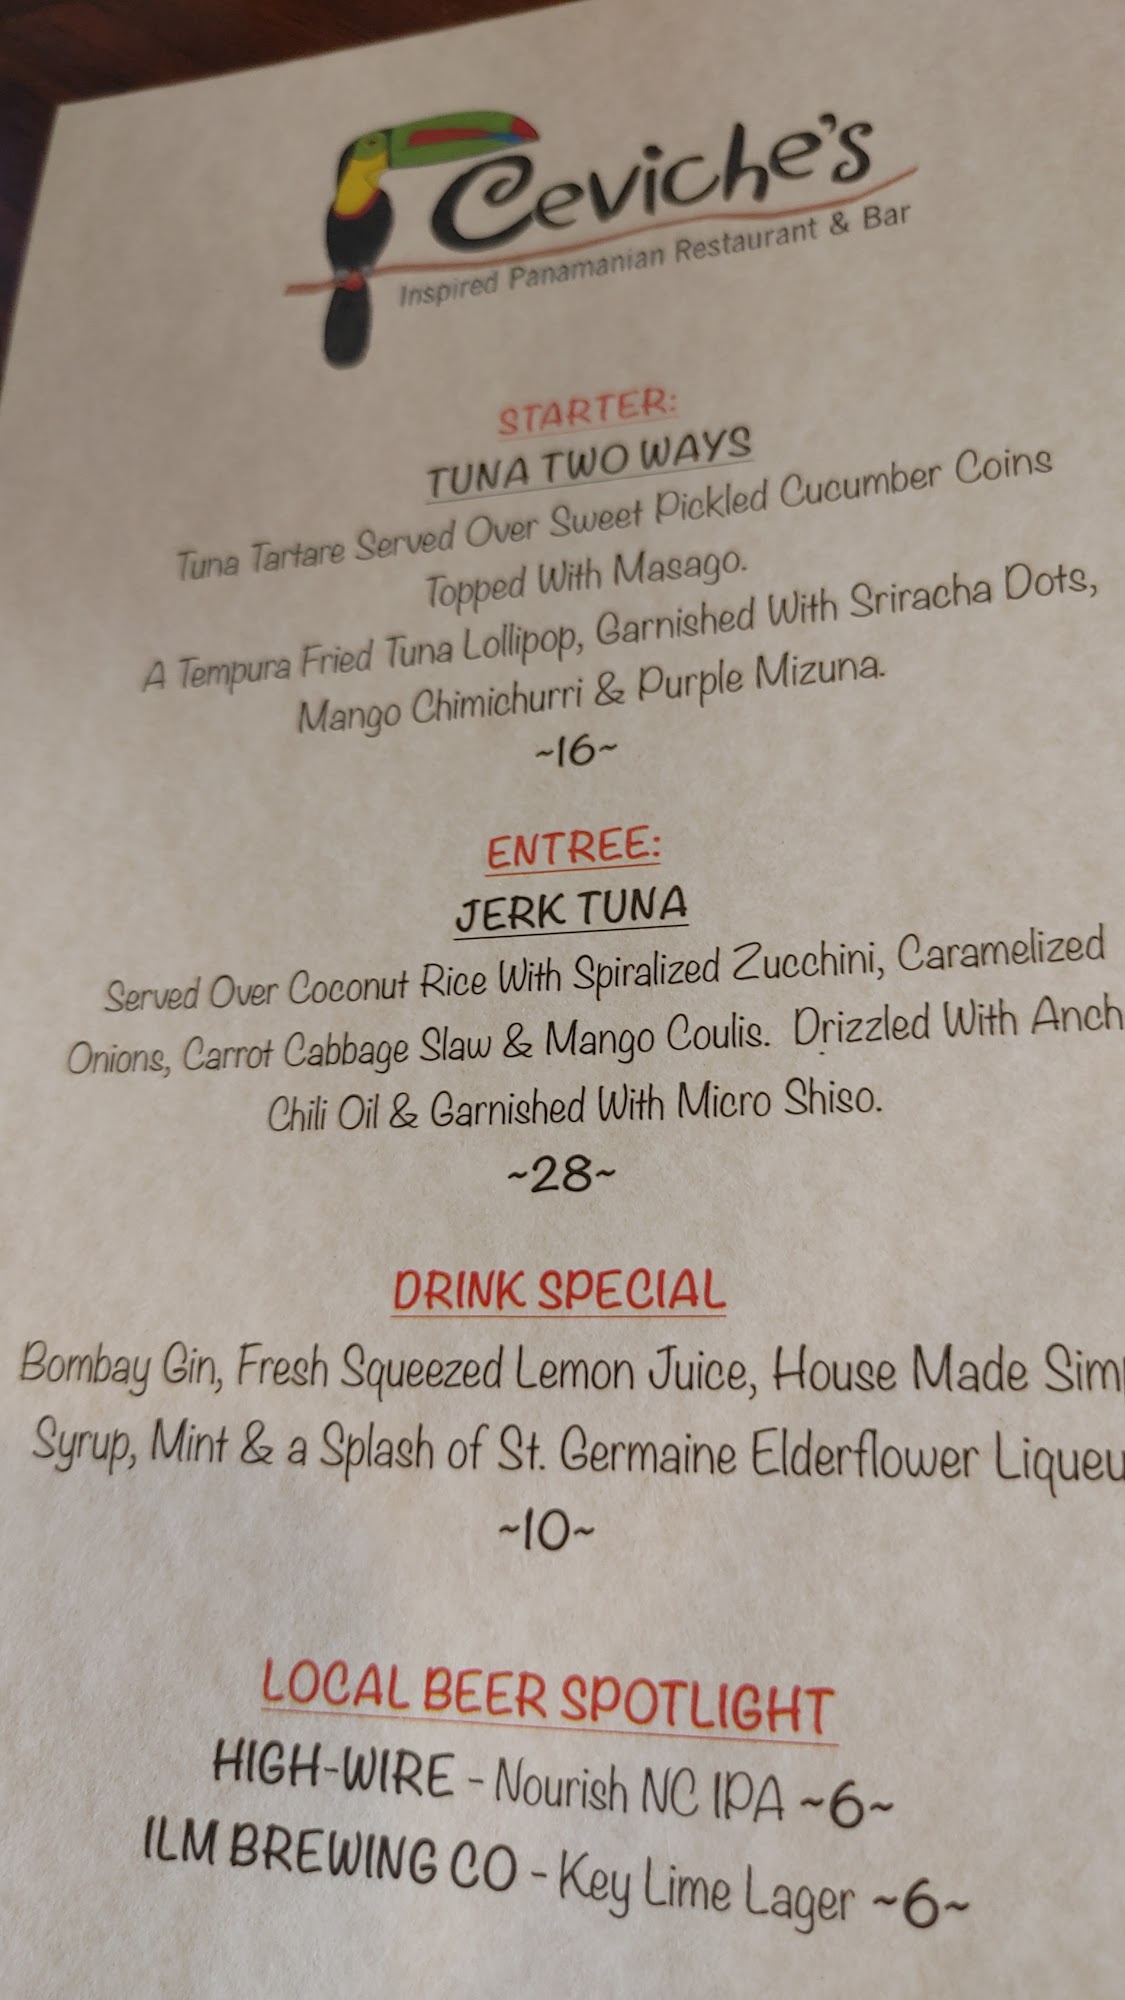 Ceviche's
Inspired Panamanian Restaurant & Bar
STARTER:
TUNA TWO WAYS
Tuna Tartare Served Over Sweet Pickled Cucumber Coins
Topped With Masago.
A Tempura Fried Tuna Lollipop, Garnished With Sriracha Dots,
Mango Chimichurri & Purple Mizuna.
~16~
ENTREE:
JERK TUNA
Served Over Coconut Rice With Spiralized Zucchini, Caramelized
Onions, Carrot Cabbage Slaw & Mango Coulis. Drizzled With Anch
Chili Oil & Garnished With Micro Shiso.
~28~
DRINK SPECIAL
Bombay Gin, Fresh Squeezed Lemon Juice, House Made Sim
Syrup, Mint & a Splash of St. Germaine Elderflower Liqueu
~10~
LOCAL BEER SPOTLIGHT
HIGH-WIRE - Nourish NC IPA ~6~
ILM BREWING CO - Key Lime Lager ~6~